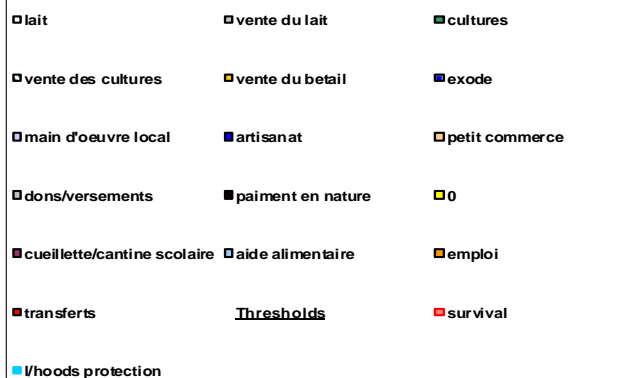 lait vente du lait cultures
vente des cultures vente du betail exode
main d'oeuvre local artisanat petit commerce
dons/versements paiment en nature 0
cueillette/cantine scolaire aide alimentaire emploi
transferts Thresholds survival
l/hoods protection